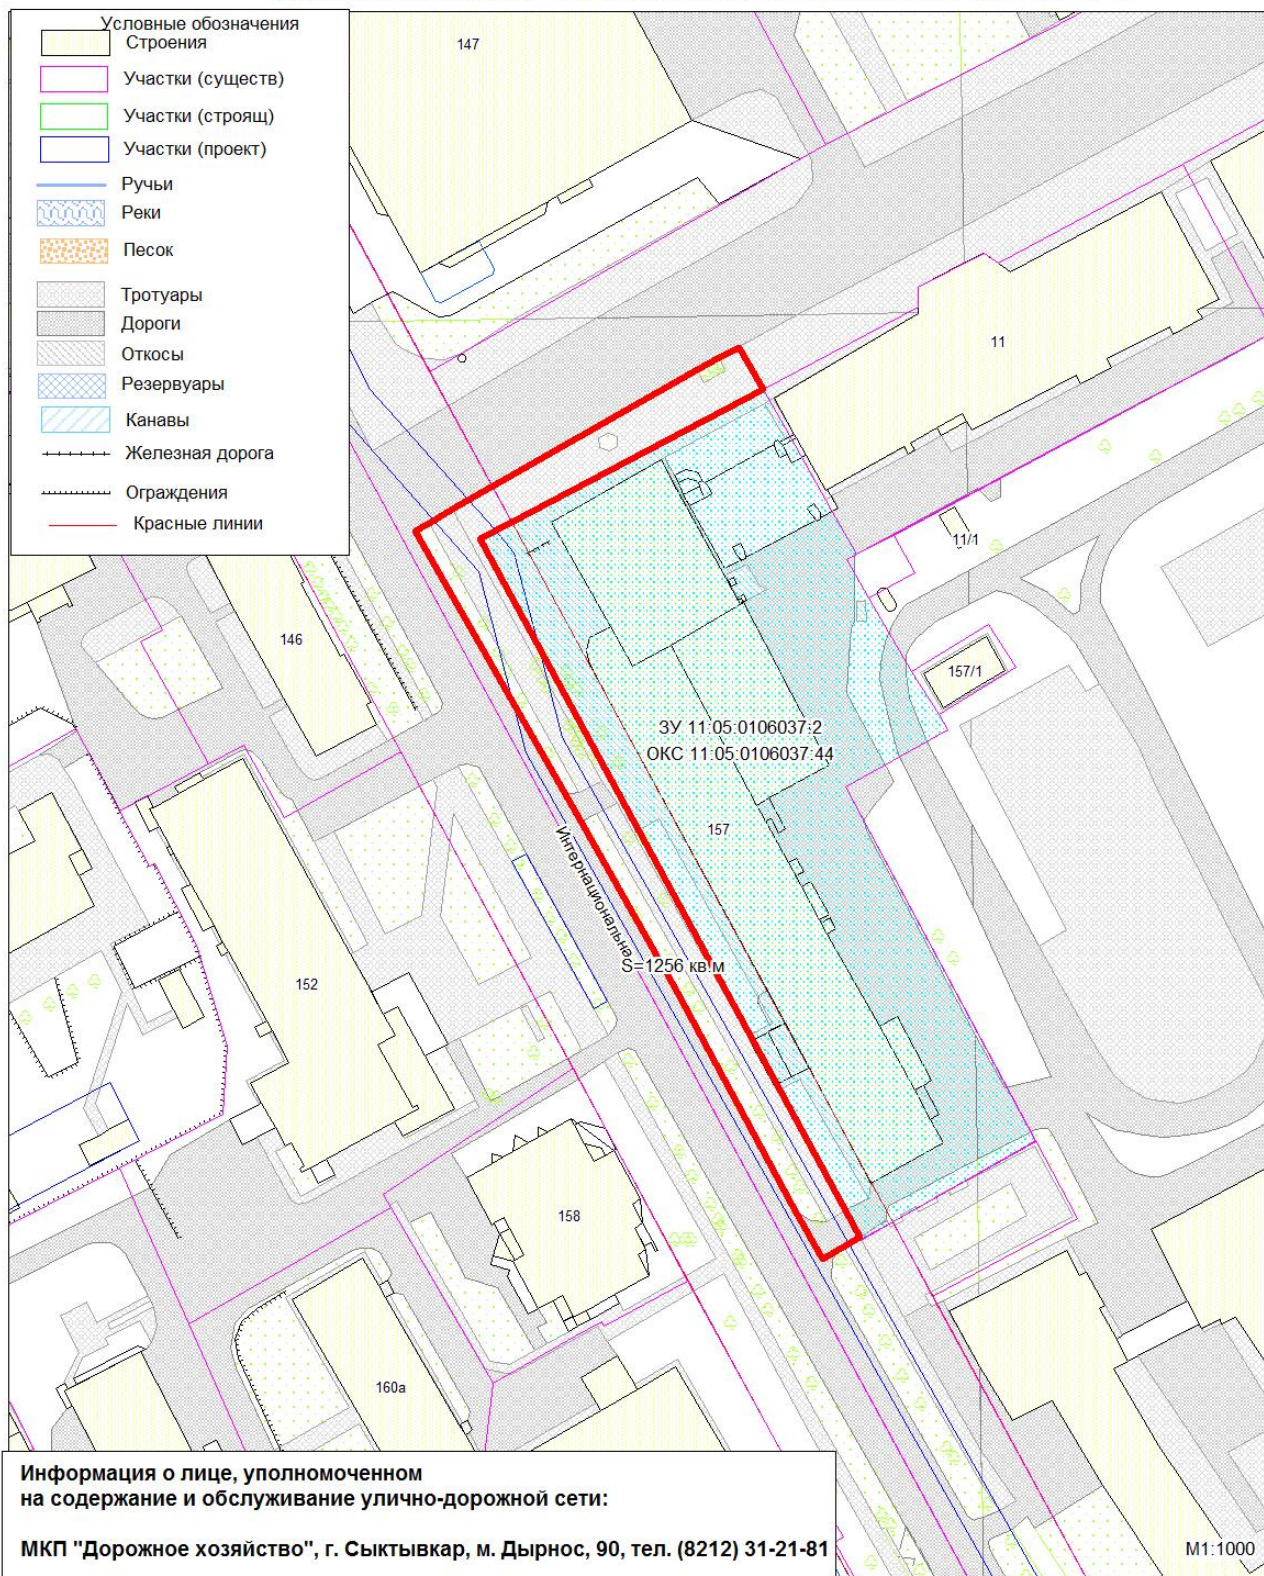 Условные обозначения
Строения
Участки (существ)
Участки (строящ)
Участки (проект)
Ручьи
Реки
Песок
Тротуары
Дороги
Откосы
Резервуары
Канавы
Железная дорога
Ограждения
Красные линии
147
11
11/1
146
157/1
ЗУ 11:05:0106037:2
ОКС 11:05:0106037:44
157
Интернациональная
S=1256 кв.м
152
158
160а
Информация о лице, уполномоченном
на содержание и обслуживание улично-дорожной сети:
МКП "Дорожное хозяйство", г. Сыктывкар, м. Дырнос, 90, тел. (8212) 31-21-81
М1:1000